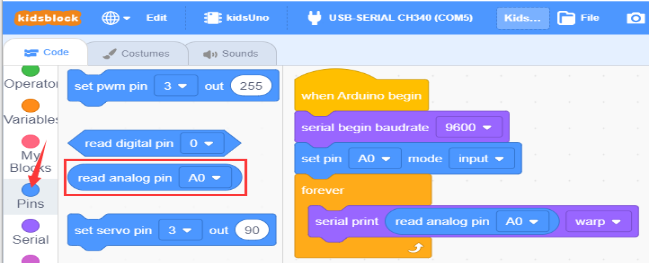 kidsblock Edit kidsUno USB-SERIAL CH340 (COM5) Kids... File
Code Costumes Sounds
Operator
Variables
My
Blocks
Pins
Serial
set pwm pin 3 out 255
read digital pin 0
read analog pin A0
set servo pin 3 out 90
when Arduino begin
serial begin baudrate 9600
set pin A0 mode input
forever
serial print read analog pin A0 warp